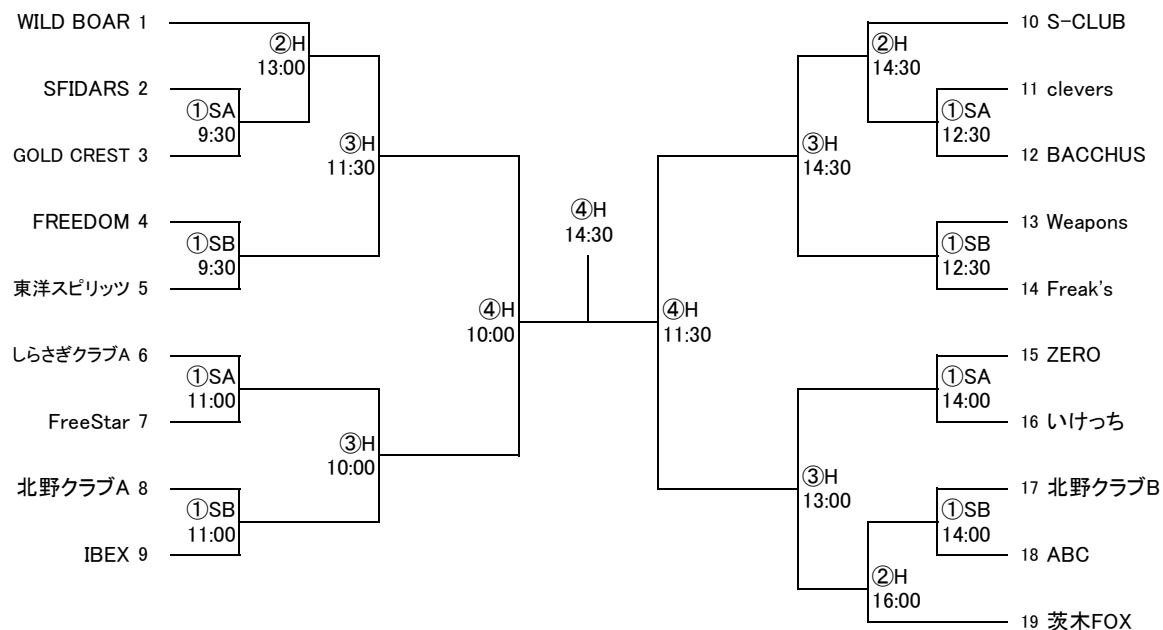 WILD BOAR 1
②H
13:00
SFIDARS 2
①SA
9:30
GOLD CREST 3
③H
11:30
FREEDOM 4
①SB
9:30
東洋スピリッツ 5
④H
10:00
しらさぎクラブA 6
①SA
11:00
FreeStar 7
③H
10:00
北野クラブA 8
①SB
11:00
IBEX 9
④H
14:30
10 S-CLUB
②H
14:30
11 clevers
①SA
12:30
12 BACCHUS
③H
14:30
13 Weapons
①SB
12:30
14 Freak's
④H
11:30
15 ZERO
①SA
14:00
16 いけっち
③H
13:00
17 北野クラブB
①SB
14:00
18 ABC
②H
16:00
19 茨木FOX